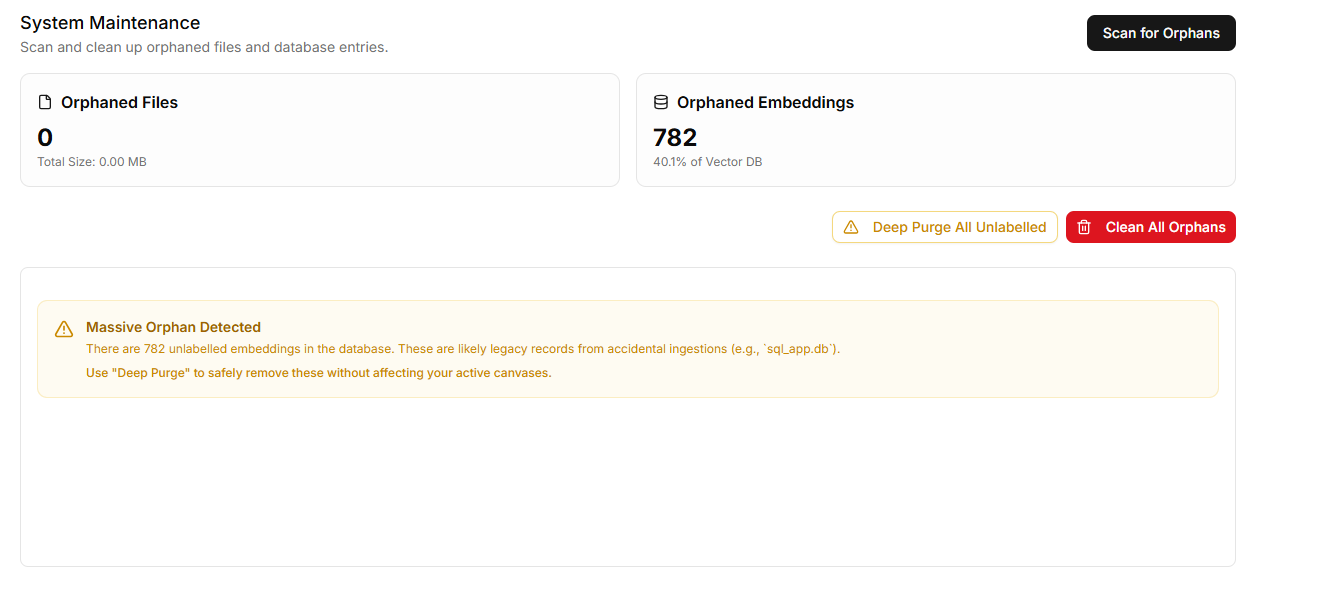 System Maintenance
Scan and clean up orphaned files and database entries.
Scan for Orphans
Orphaned Files
0
Total Size: 0.00 MB
Orphaned Embeddings
782
40.1% of Vector DB
Deep Purge All Unlabelled
Clean All Orphans
Massive Orphan Detected
There are 782 unlabelled embeddings in the database. These are likely legacy records from accidental ingestions (e.g., `sql_app.db`).
Use "Deep Purge" to safely remove these without affecting your active canvases.